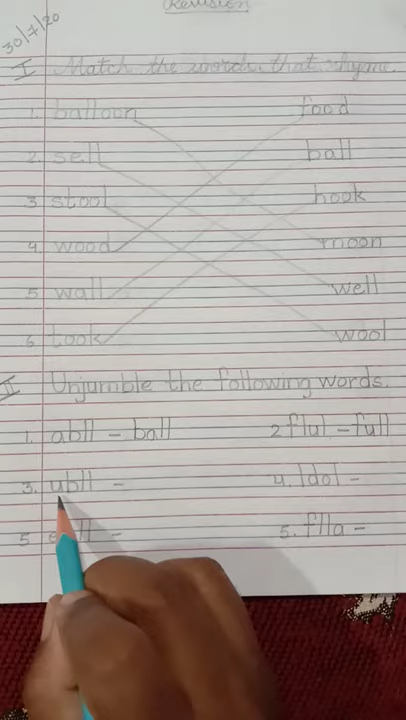 Revision
30/7/20
I Match the words that rhyme.
1. balloon food
2. sell ball
3 stool hook
4. wood moon
5 wall well
6 took wool
II Unjumble the following words.
1. abll - ball 2 flul - full
3. ubll - 4. ldol -
5 ll - 5. flla -